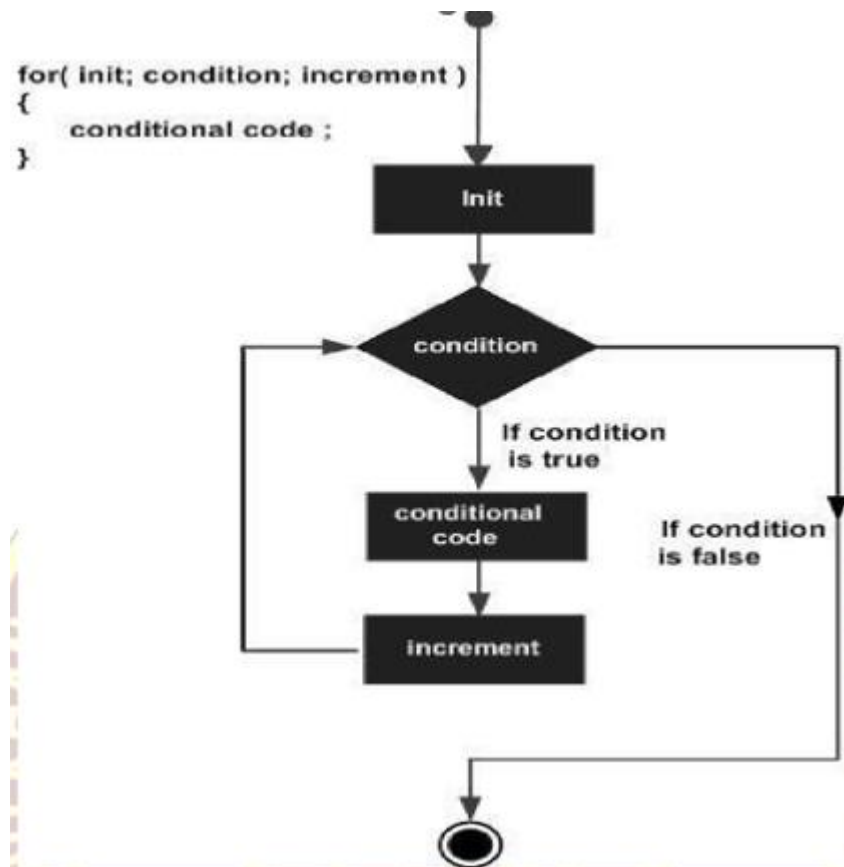 for( init; condition; increment )
{
conditional code ;
}
Init
condition
If condition
is true
conditional
code
If condition
is false
increment